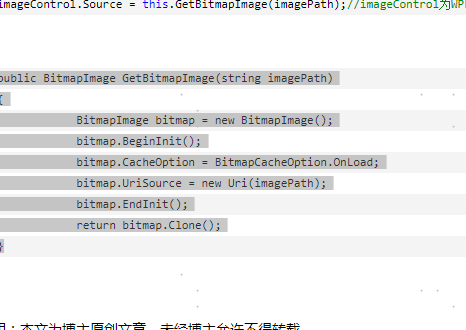 imageControl.Source = this.GetBitmapImage(imagePath);//imageControl为WP
public BitmapImage GetBitmapImage(string imagePath)
{
BitmapImage bitmap = new BitmapImage();
bitmap.BeginInit();
bitmap.CacheOption = BitmapCacheOption.OnLoad;
bitmap.UriSource = new Uri(imagePath);
bitmap.EndInit();
return bitmap.Clone();
}
明：本文为博主原创文章，未经博主允许不得转载